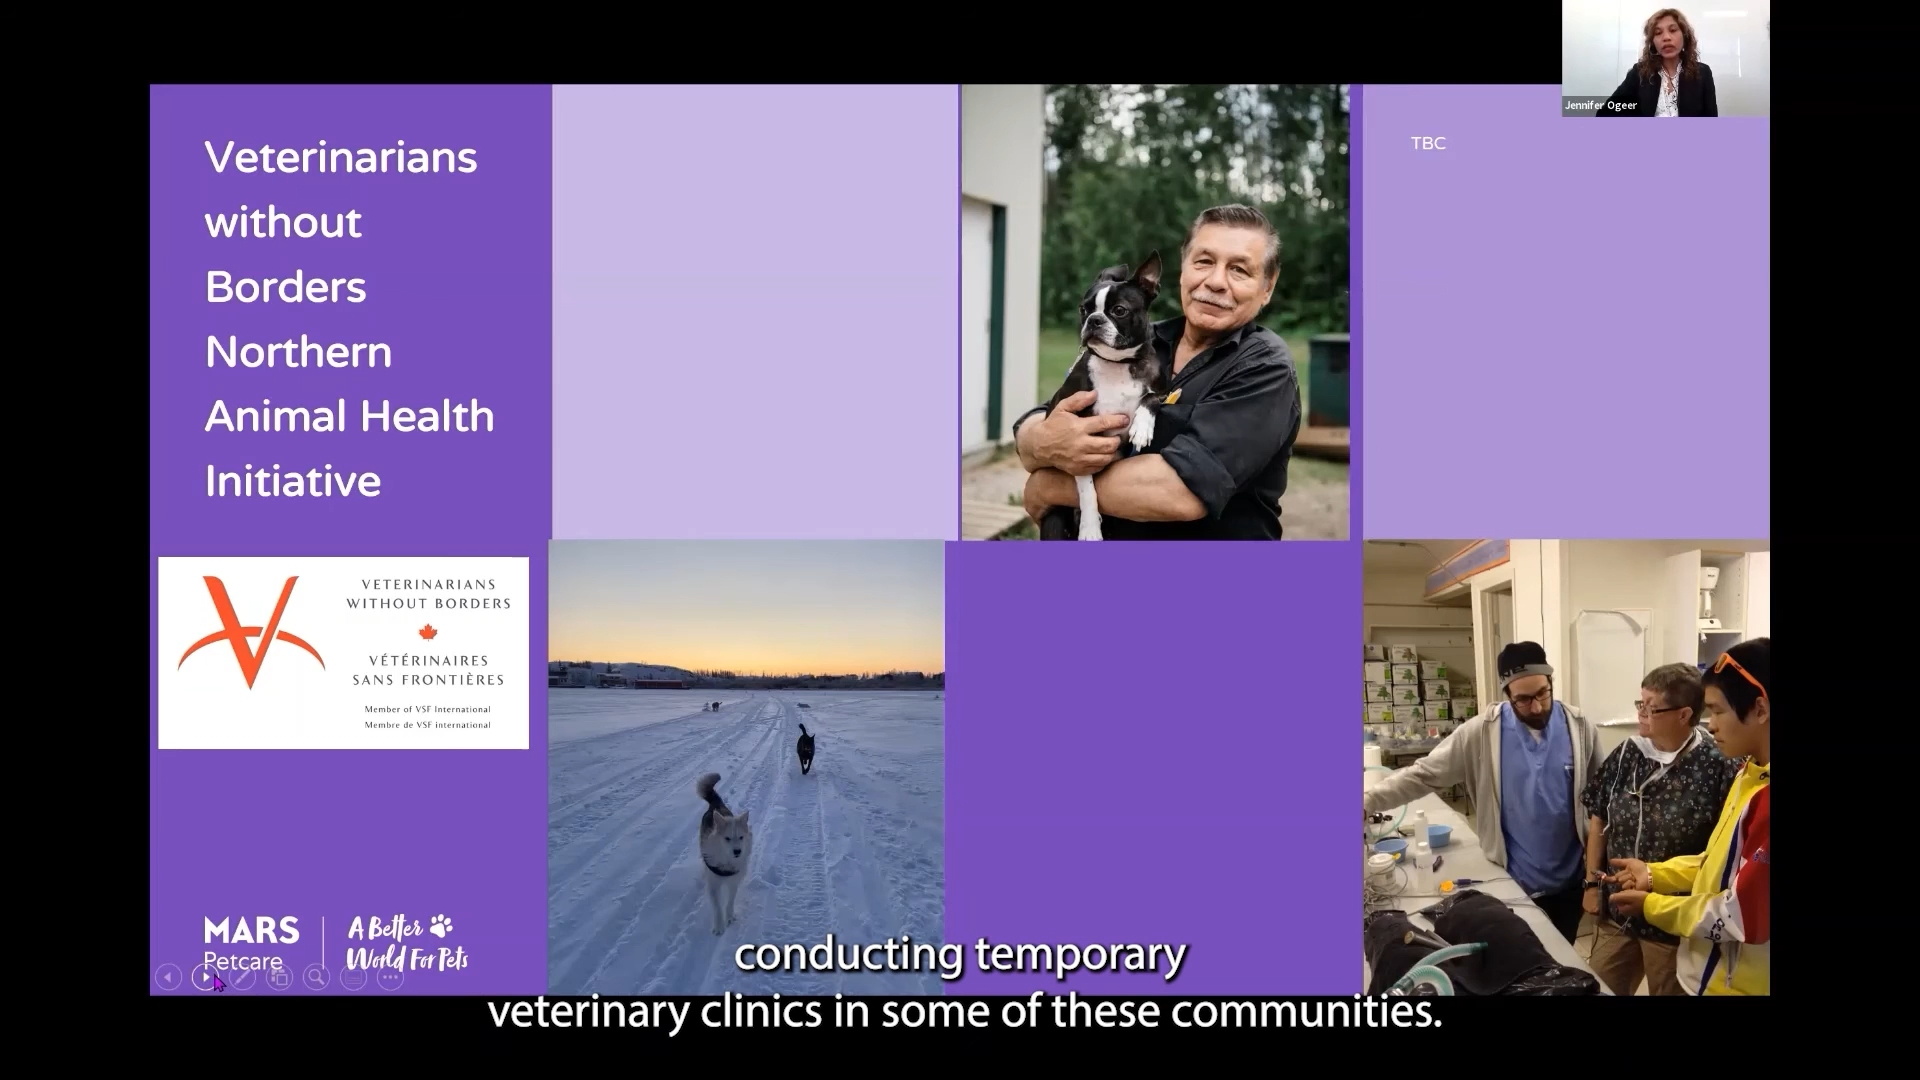 Jennifer Ogeer
Veterinarians
without
Borders
Northern
Animal Health
Initiative
TBC
VETERINARIANS
WITHOUT BORDERS
VÉTÉRINAIRES
SANS FRONTIÈRES
Member of VSF International
Membre de VSF international
MARS
Petcare
A Better
World For Pets
conducting temporary
veterinary clinics in some of these communities.